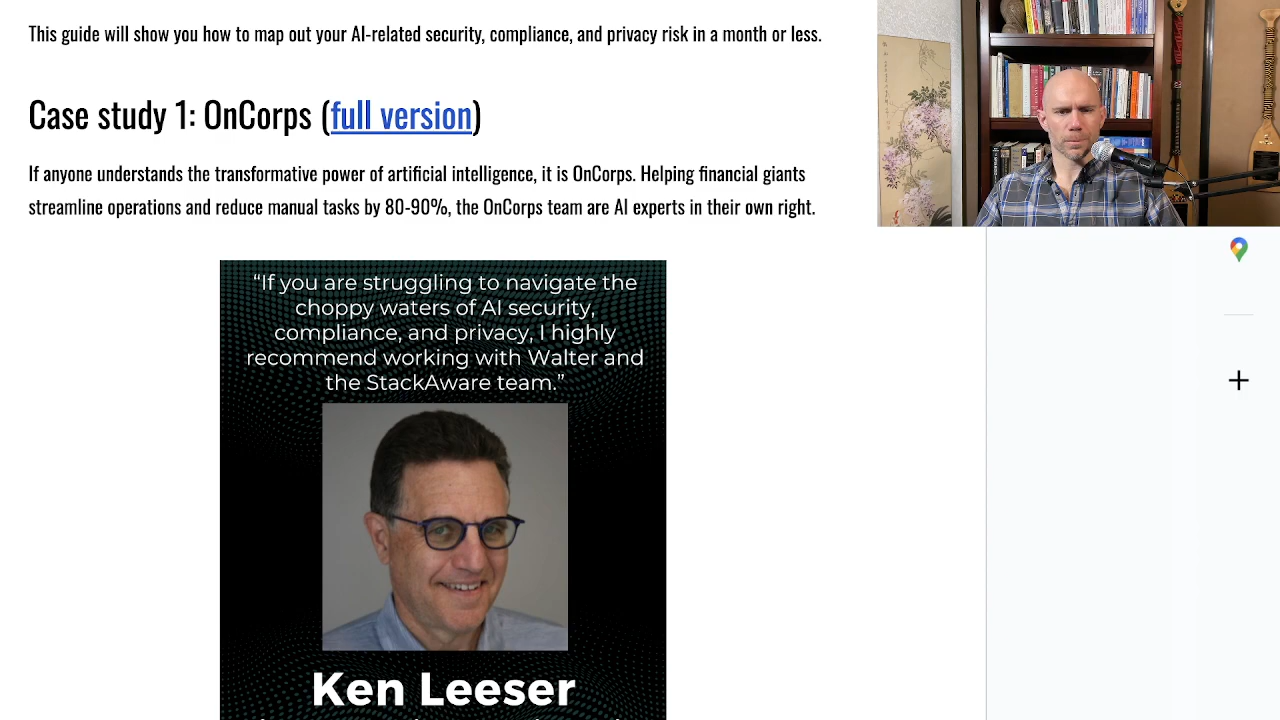 This guide will show you how to map out your AI-related security, compliance, and privacy risk in a month or less.
Case study 1: OnCorps (full version)
If anyone understands the transformative power of artificial intelligence, it is OnCorps. Helping financial giants
streamline operations and reduce manual tasks by 80-90%, the OnCorps team are AI experts in their own right.
“If you are struggling to navigate the
choppy waters of AI security,
compliance, and privacy, I highly
recommend working with Walter and
the StackAware team.”
Ken Leeser